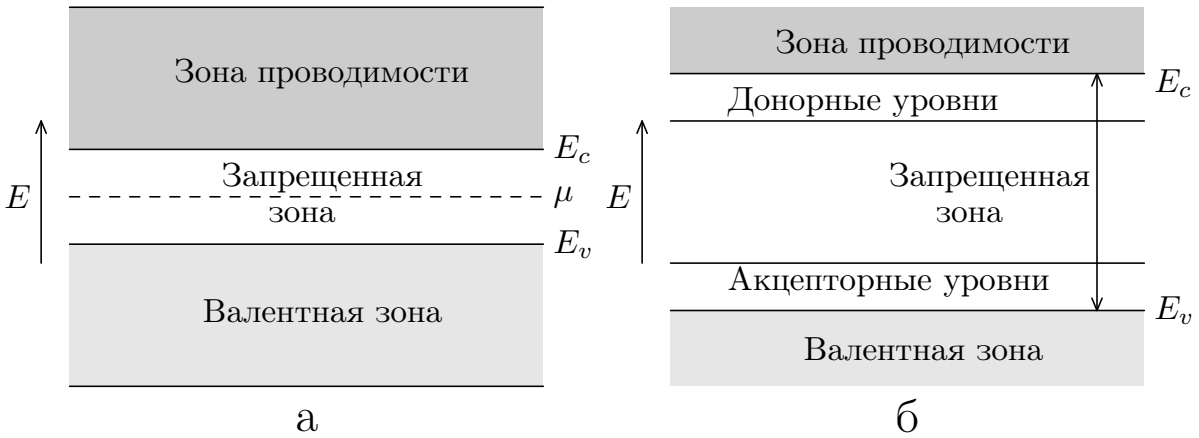 Зона проводимости
E_c
Запрещенная
зона
μ
E
E_v
Валентная зона
а
Зона проводимости
E_c
Донорные уровни
Запрещенная
зона
E
Акцепторные уровни
E_v
Валентная зона
б